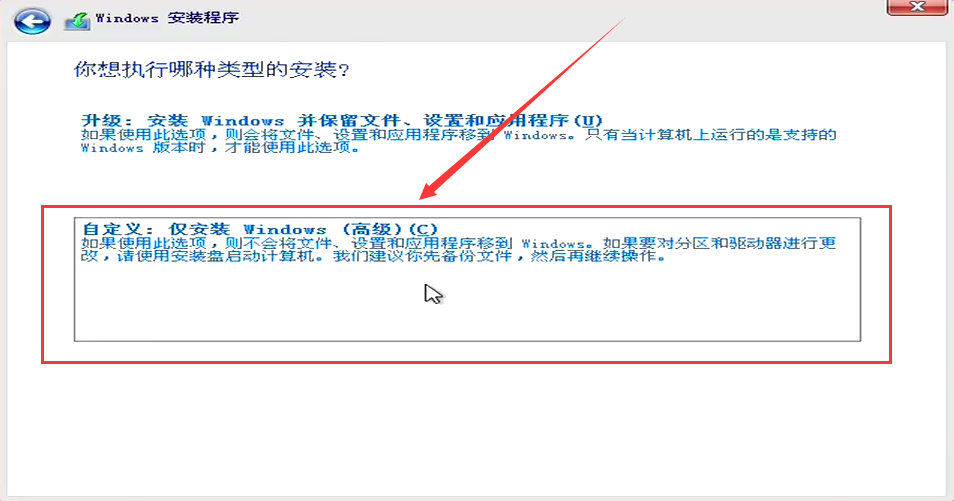 Windows 安装程序
你想执行哪种类型的安装?
升级: 安装 Windows 并保留文件、设置和应用程序(U)
如果使用此选项，则会将文件、设置和应用程序移到 Windows。只有当计算机上运行的是支持的
Windows 版本时，才能使用此选项。
自定义: 仅安装 Windows (高级)(C)
如果使用此选项，则不会将文件、设置和应用程序移到 Windows。如果要对分区和驱动器进行更
改，请使用安装盘启动计算机。我们建议你先备份文件，然后再继续操作。